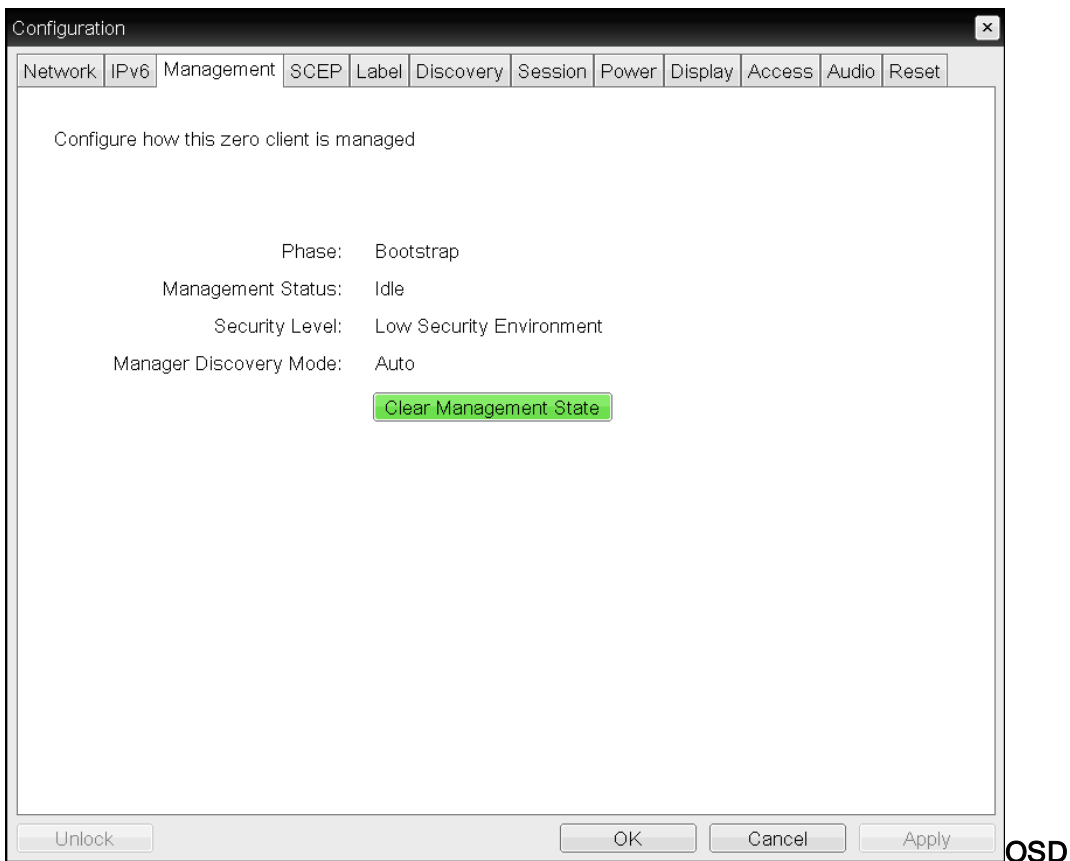 Configuration
Network IPv6 Management SCEP Label Discovery Session Power Display Access Audio Reset
Configure how this zero client is managed
Phase: Bootstrap
Management Status: Idle
Security Level: Low Security Environment
Manager Discovery Mode: Auto
Clear Management State
Unlock OK Cancel Apply
OSD